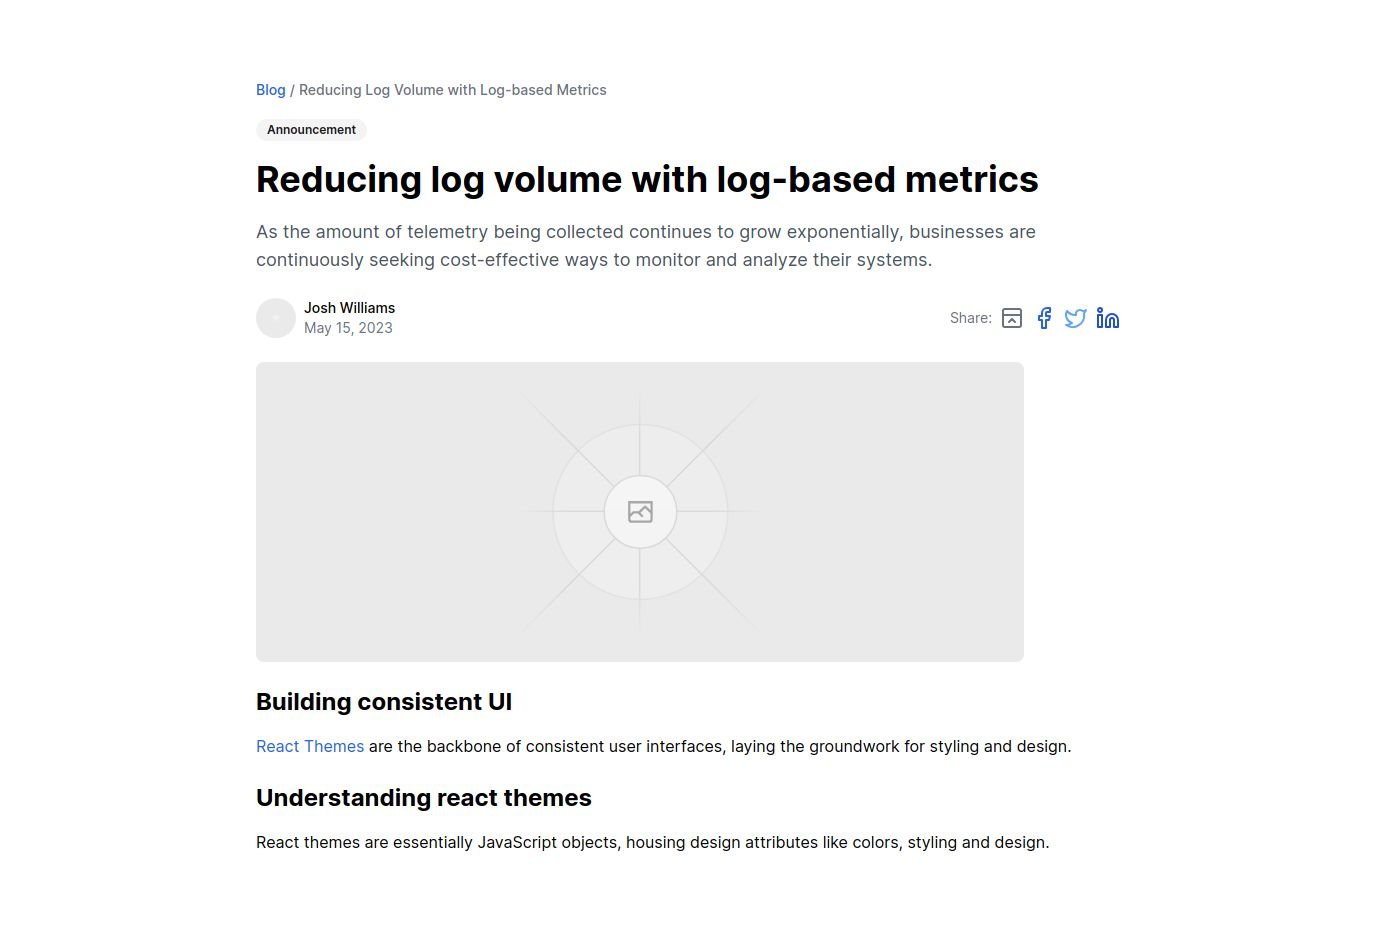 Blog / Reducing Log Volume with Log-based Metrics
Announcement
Reducing log volume with log-based metrics
As the amount of telemetry being collected continues to grow exponentially, businesses are
continuously seeking cost-effective ways to monitor and analyze their systems.
Josh Williams
May 15, 2023
Share:
Building consistent UI
React Themes are the backbone of consistent user interfaces, laying the groundwork for styling and design.
Understanding react themes
React themes are essentially JavaScript objects, housing design attributes like colors, styling and design.